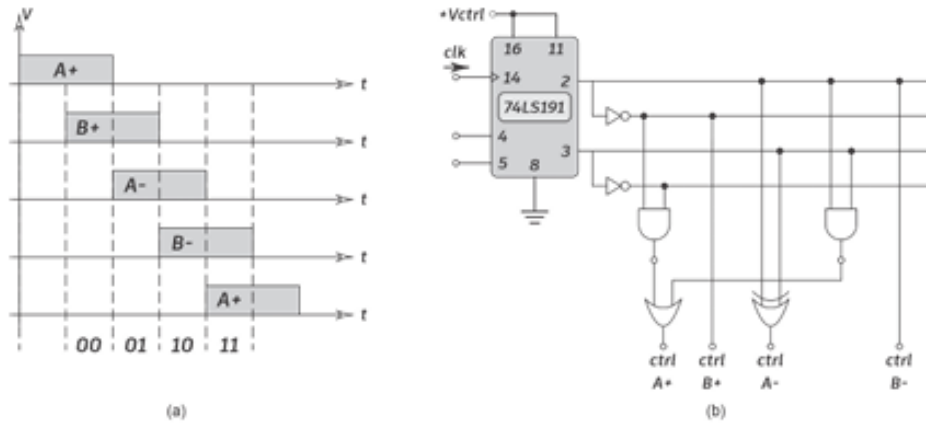 V
A+
t
B+
t
A-
t
B-
t
A+
t
00 01 10 11
(a)
+Vctrl
16 11
clk
14 2
74LS191
4
5 3
8
ctrl ctrl ctrl ctrl
A+ B+ A- B-
(b)